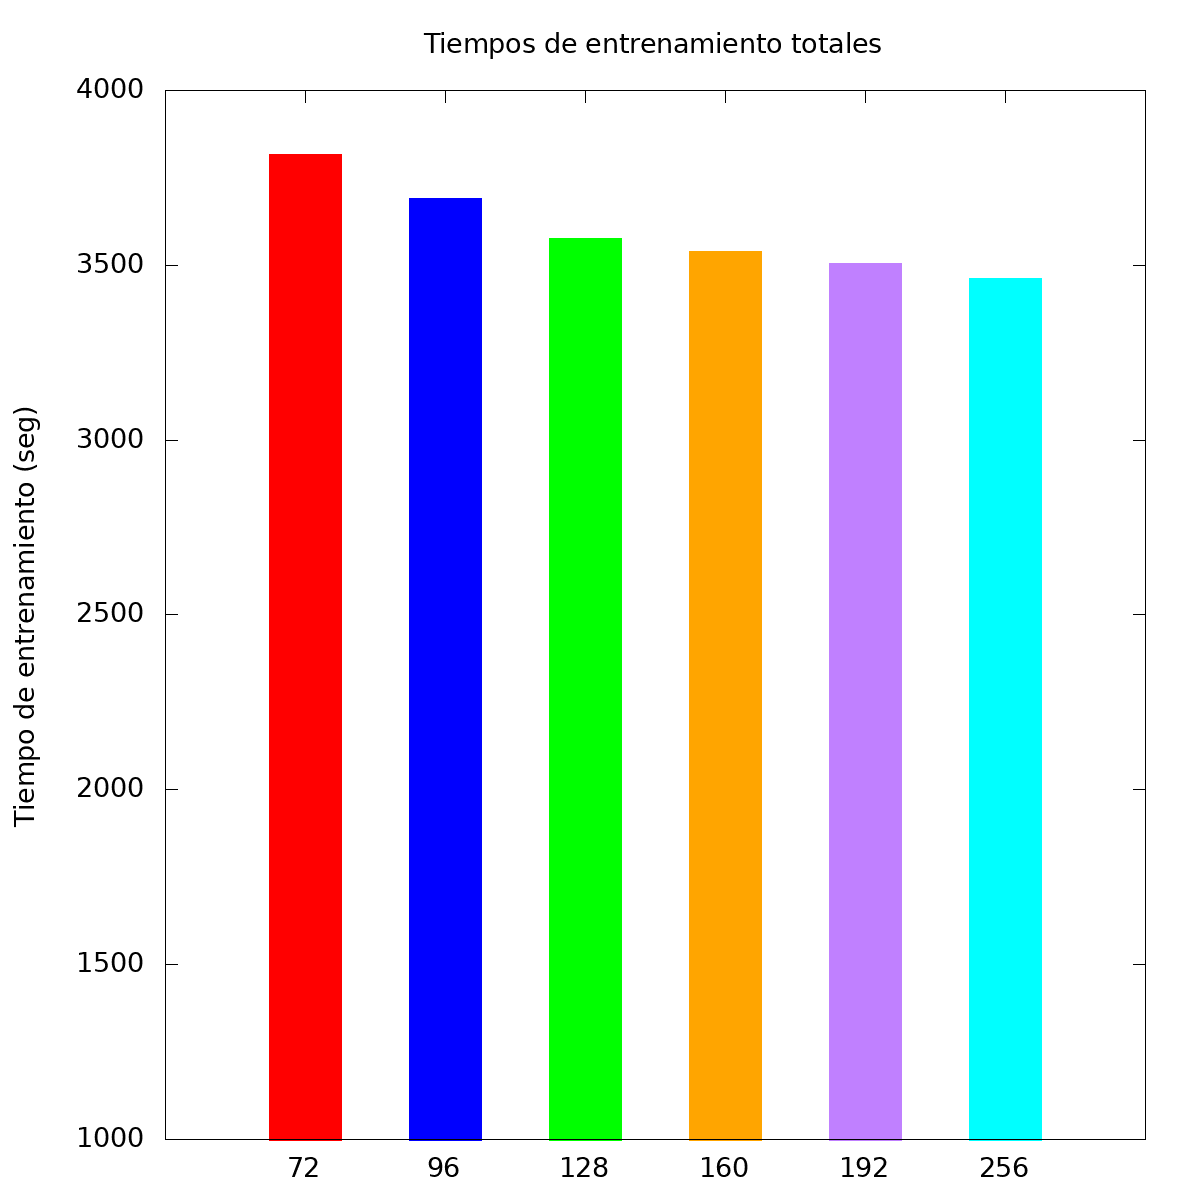 Tiempos de entrenamiento totales
4000
3500
3000
2500
2000
1500
1000
Tiempo de entrenamiento (seg)
72 96 128 160 192 256